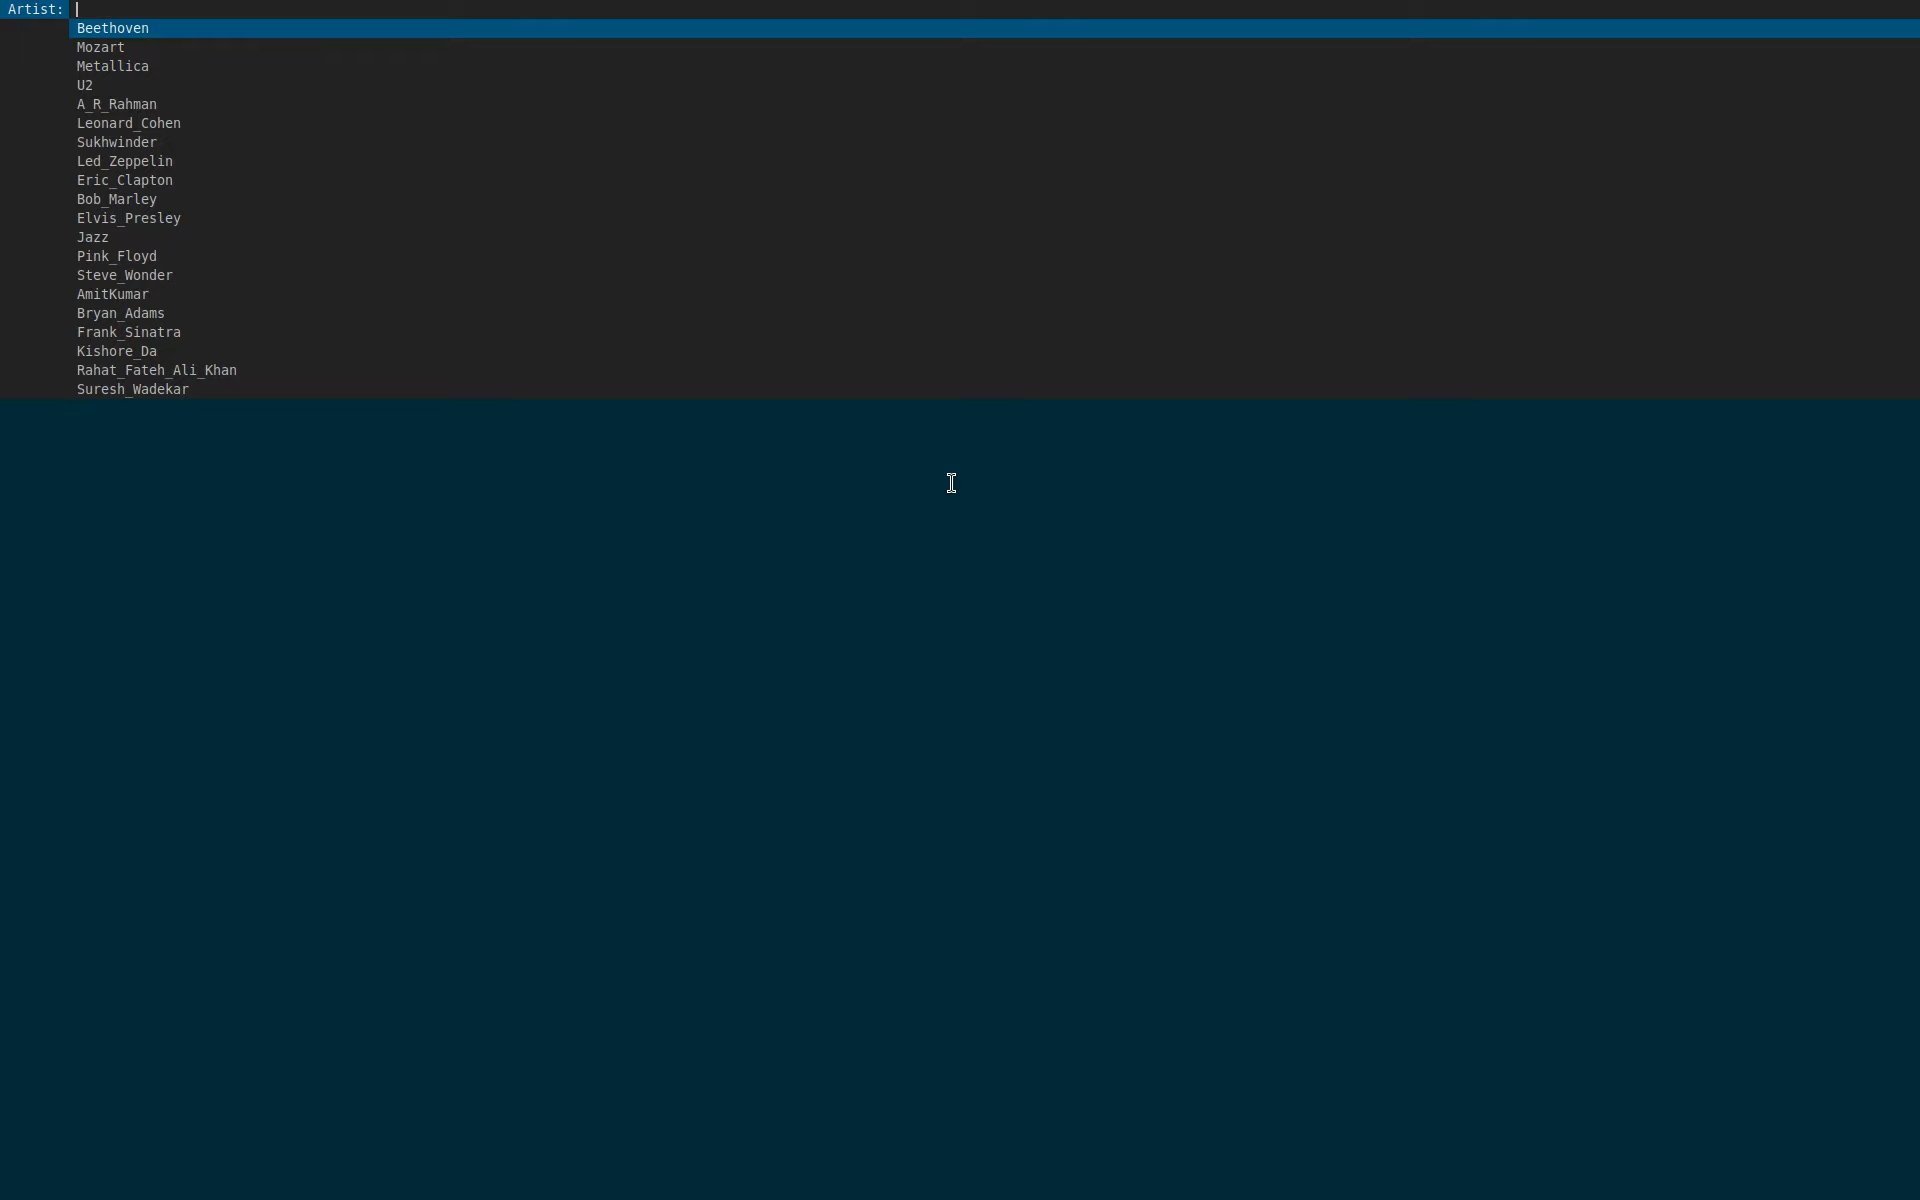 Artist:
Beethoven
Mozart
Metallica
U2
A_R_Rahman
Leonard_Cohen
Sukhwinder
Led_Zeppelin
Eric_Clapton
Bob_Marley
Elvis_Presley
Jazz
Pink_Floyd
Steve_Wonder
AmitKumar
Bryan_Adams
Frank_Sinatra
Kishore_Da
Rahat_Fateh_Ali_Khan
Suresh_Wadekar